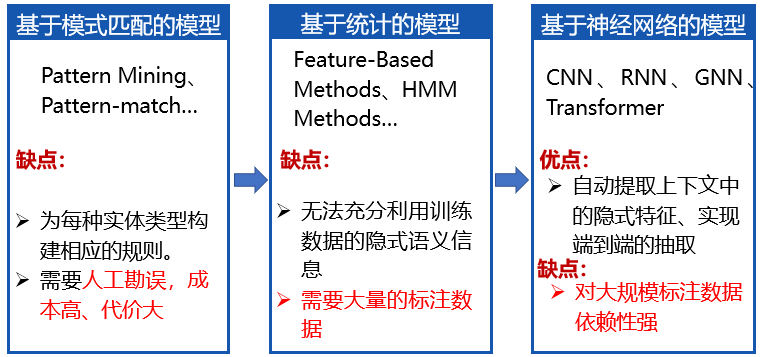 基于模式匹配的模型
Pattern Mining、
Pattern-match...
缺点：
为每种实体类型构
建相应的规则。
需要人工勘误，成
本高、代价大
基于统计的模型
Feature-Based
Methods、HMM
Methods...
缺点：
无法充分利用训练
数据的隐式语义信
息
需要大量的标注数
据
基于神经网络的模型
CNN、RNN、GNN、
Transformer
优点：
自动提取上下文中
的隐式特征、实现
端到端的抽取
缺点：
对大规模标注数据
依赖性强